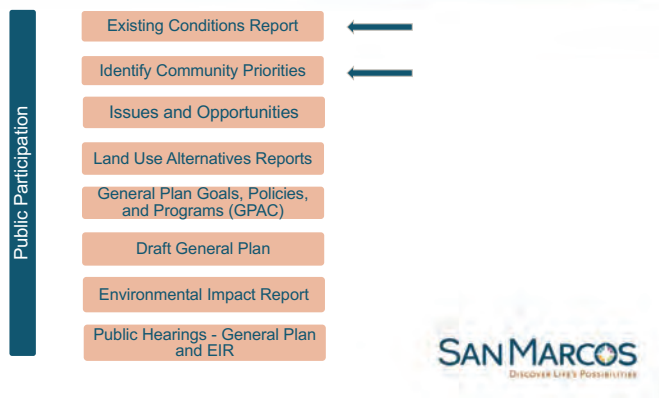 Public Participation
Existing Conditions Report
Identify Community Priorities
Issues and Opportunities
Land Use Alternatives Reports
General Plan Goals, Policies,
and Programs (GPAC)
Draft General Plan
Environmental Impact Report
Public Hearings - General Plan
and EIR
SAN MARCOS
DISCOVER LIFE'S POSSIBILITIES